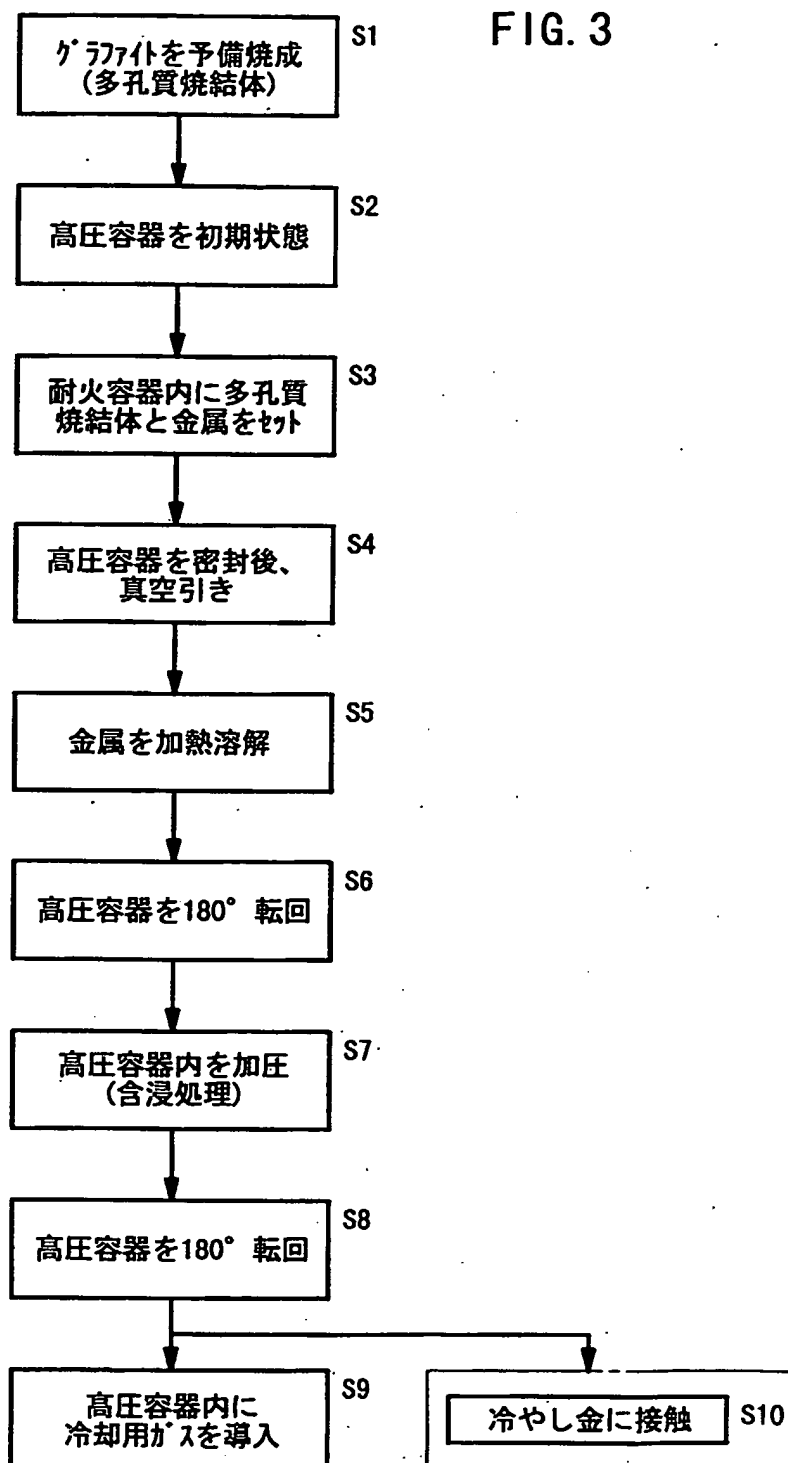 FIG. 3
グラファイトを予備焼成
(多孔質焼結体)
S1
高圧容器を初期状態
S2
耐火容器内に多孔質
焼結体と金属をセット
S3
高圧容器を密封後、
真空引き
S4
金属を加熱溶解
S5
高圧容器を180° 転回
S6
高圧容器内を加圧
(含浸処理)
S7
高圧容器を180° 転回
S8
高圧容器内に
冷却用ガスを導入
S9
冷やし金に接触
S10